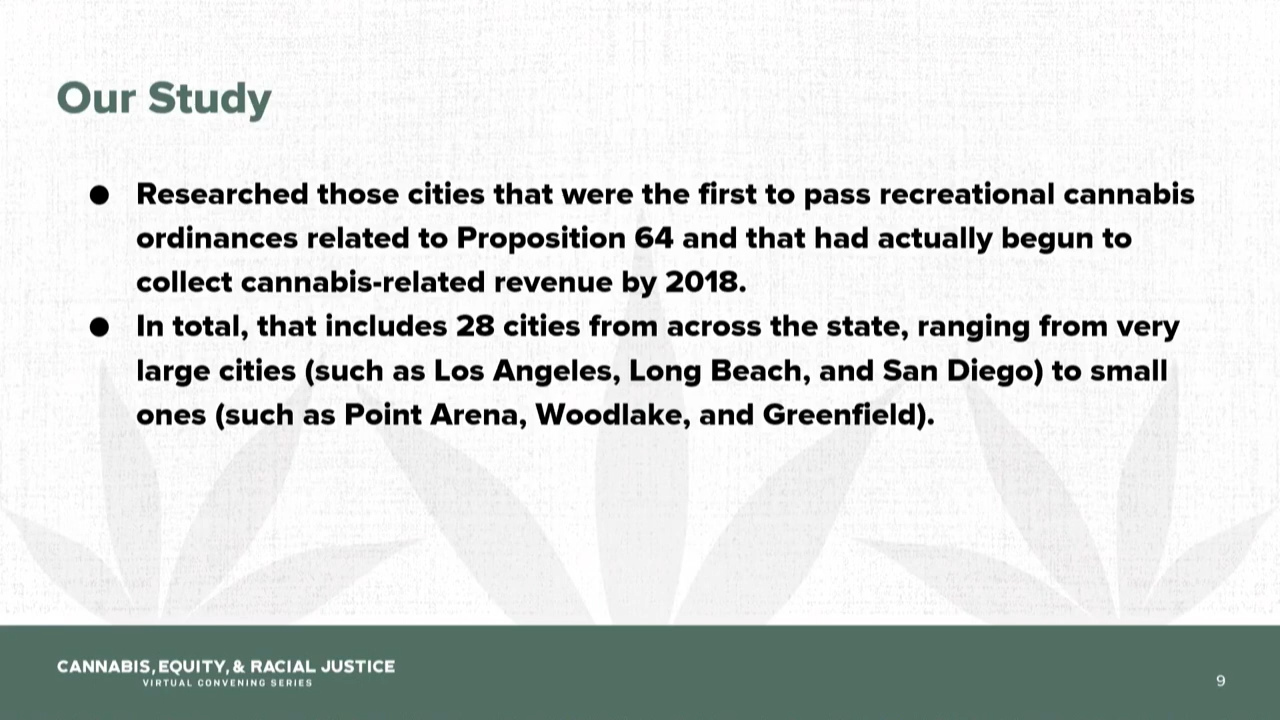 Our Study
● Researched those cities that were the first to pass recreational cannabis
ordinances related to Proposition 64 and that had actually begun to
collect cannabis-related revenue by 2018.
● In total, that includes 28 cities from across the state, ranging from very
large cities (such as Los Angeles, Long Beach, and San Diego) to small
ones (such as Point Arena, Woodlake, and Greenfield).
CANNABIS, EQUITY, & RACIAL JUSTICE
VIRTUAL CONVENING SERIES
9